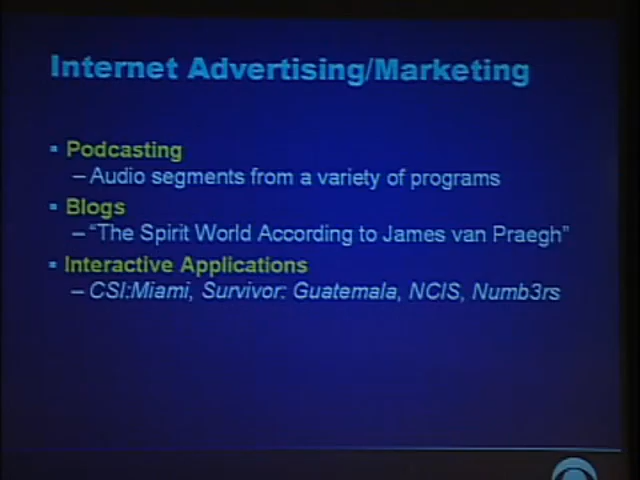 Internet Advertising/Marketing
▪ Podcasting
– Audio segments from a variety of programs
▪ Blogs
– “The Spirit World According to James van Praegh”
▪ Interactive Applications
– CSI:Miami, Survivor: Guatemala, NCIS, Numb3rs